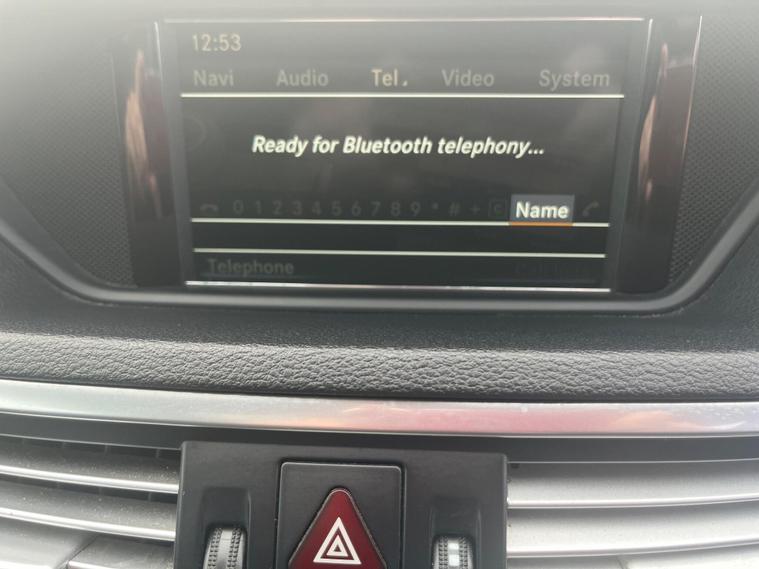 12:53
Navi Audio Tel. Video System
Ready for Bluetooth telephony...
0 1 2 3 4 5 6 7 8 9 * # + C Name
Telephone